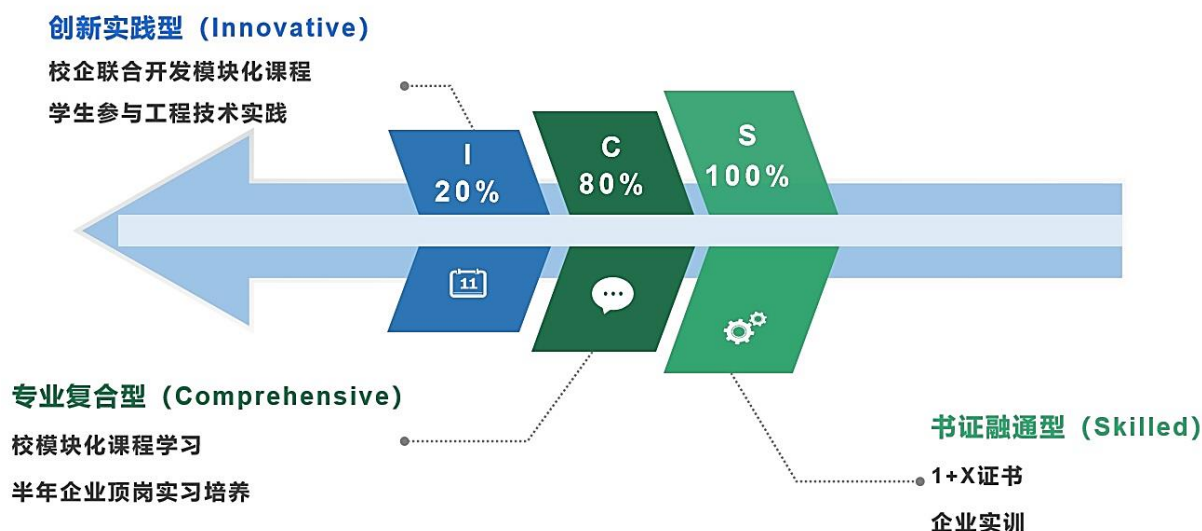 创新实践型（Innovative）
校企联合开发模块化课程
学生参与工程技术实践
I
20%
C
80%
S
100%
11
专业复合型（Comprehensive）
校模块化课程学习
半年企业顶岗实习培养
书证融通型（Skilled）
1+X证书
企业实训